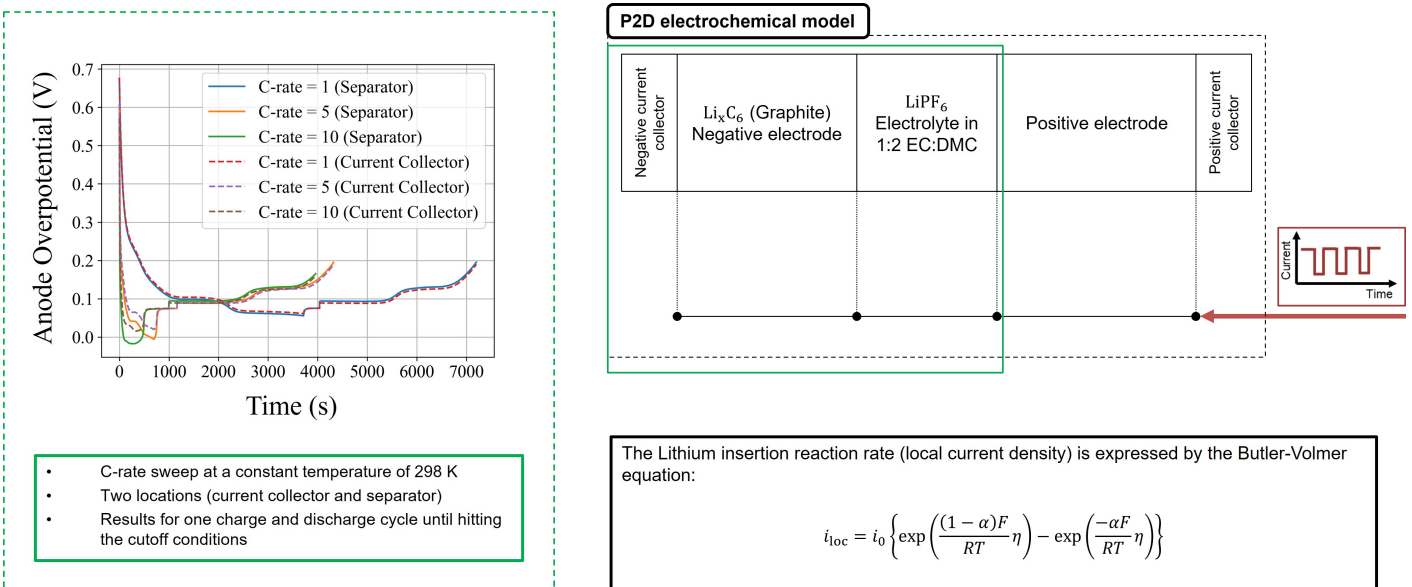 0.7
0.6
0.5
0.4
0.3
0.2
0.1
0.0
Anode Overpotential (V)
C-rate = 1 (Separator)
C-rate = 5 (Separator)
C-rate = 10 (Separator)
C-rate = 1 (Current Collector)
C-rate = 5 (Current Collector)
C-rate = 10 (Current Collector)
0 1000 2000 3000 4000 5000 6000 7000
Time (s)
• C-rate sweep at a constant temperature of 298 K
• Two locations (current collector and separator)
• Results for one charge and discharge cycle until hitting
the cutoff conditions
P2D electrochemical model
Negative current
collector
LiₓC₆ (Graphite)
Negative electrode
LiPF₆
Electrolyte in
1:2 EC:DMC
Positive electrode
Positive current
collector
Current
Time
The Lithium insertion reaction rate (local current density) is expressed by the Butler-Volmer
equation:
i_loc = i₀ {exp((1 − α)F/RT η) − exp(−αF/RT η)}